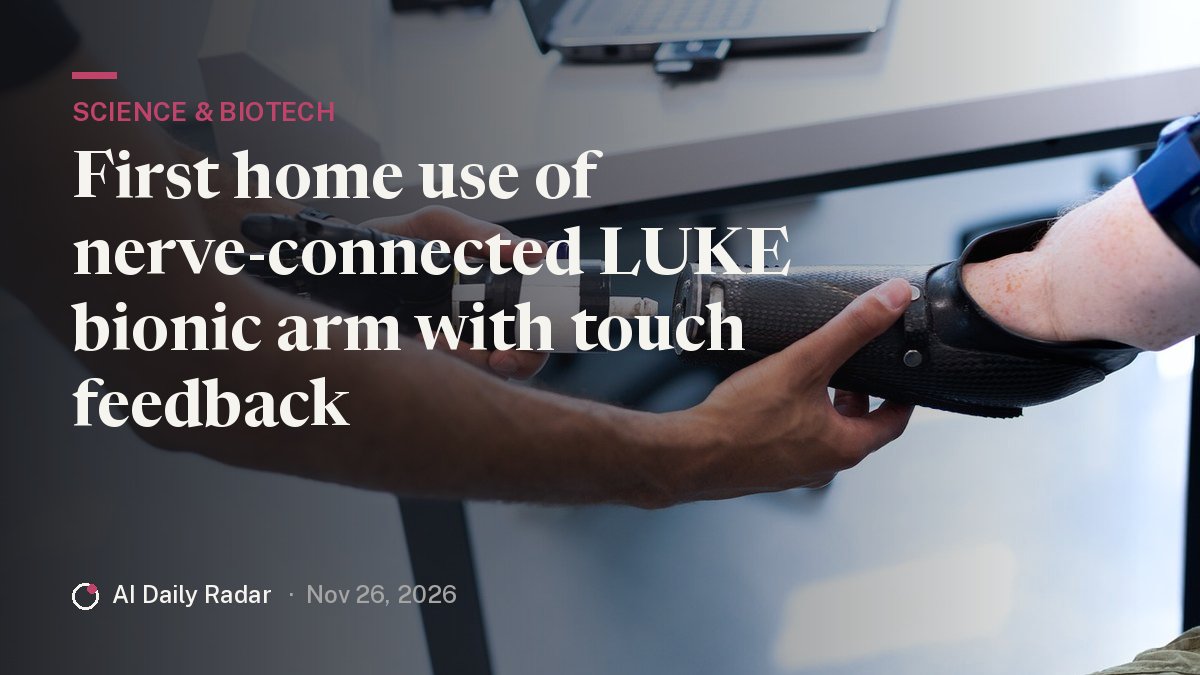 SCIENCE & BIOTECH
First home use of
nerve-connected LUKE
bionic arm with touch
feedback
AI Daily Radar · Nov 26, 2026